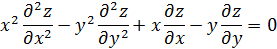 x² ∂²z/∂x² − y² ∂²z/∂y² + x ∂z/∂x − y ∂z/∂y = 0